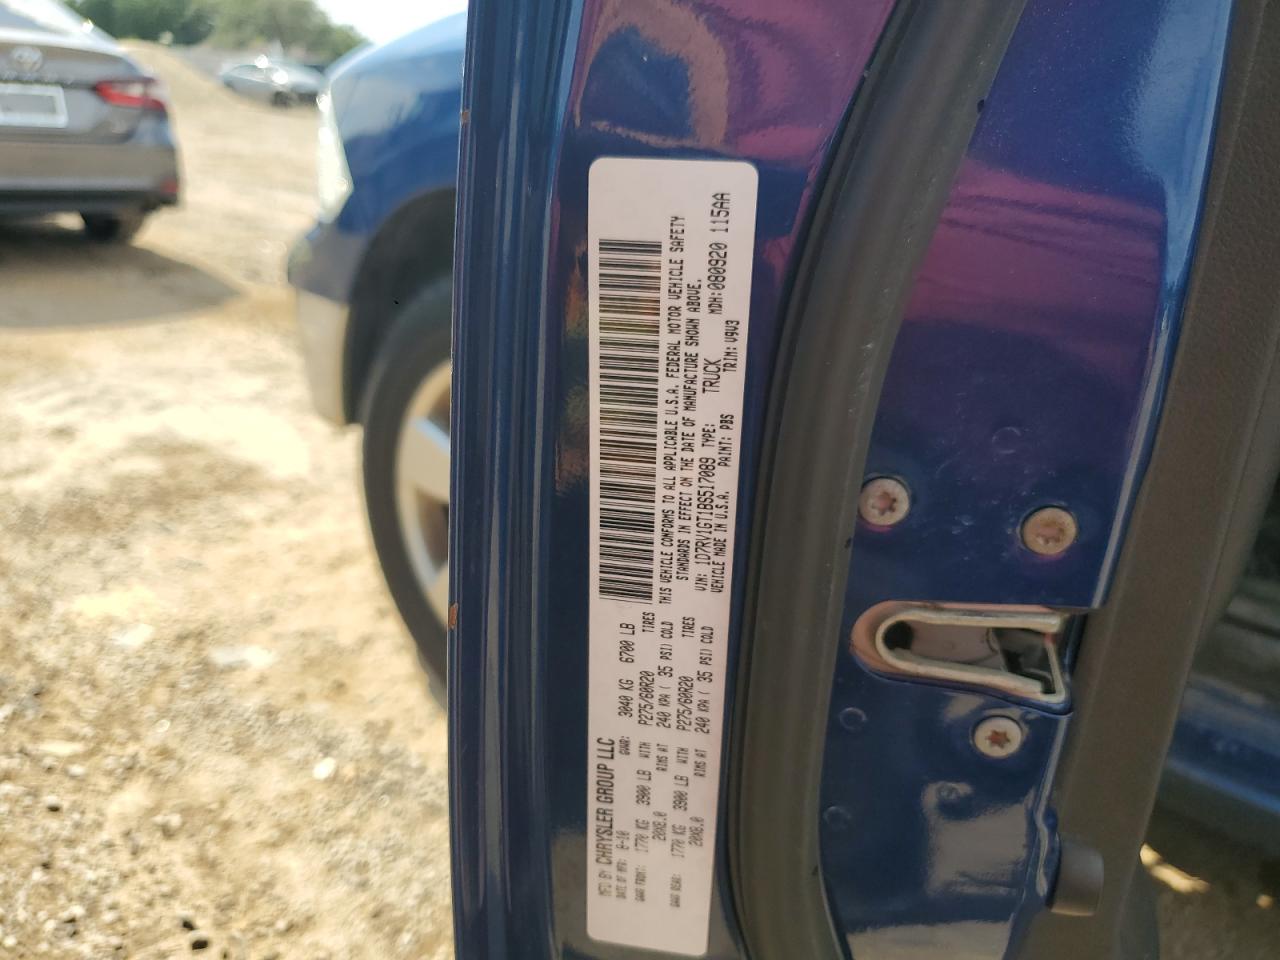 MFD BY CHRYSLER GROUP LLC
DATE OF MFR: 8-10 GVWR: 3040 KG 6700 LB
GAWR FRONT: 1770 KG 3900 LB WITH P275/60R20 TIRES
20X8.0 RIMS AT 240 KPA ( 35 PSI) COLD
GAWR REAR: 1770 KG 3900 LB WITH P275/60R20 TIRES
20X8.0 RIMS AT 240 KPA ( 35 PSI) COLD
THIS VEHICLE CONFORMS TO ALL APPLICABLE U.S.A. FEDERAL MOTOR VEHICLE SAFETY
STANDARDS IN EFFECT ON THE DATE OF MANUFACTURE SHOWN ABOVE.
VIN: 1D7RV1GT1BS517089 TYPE: TRUCK MDH:080920 115AA
VEHICLE MADE IN U.S.A. PAINT: PBS TRIM: V9V3